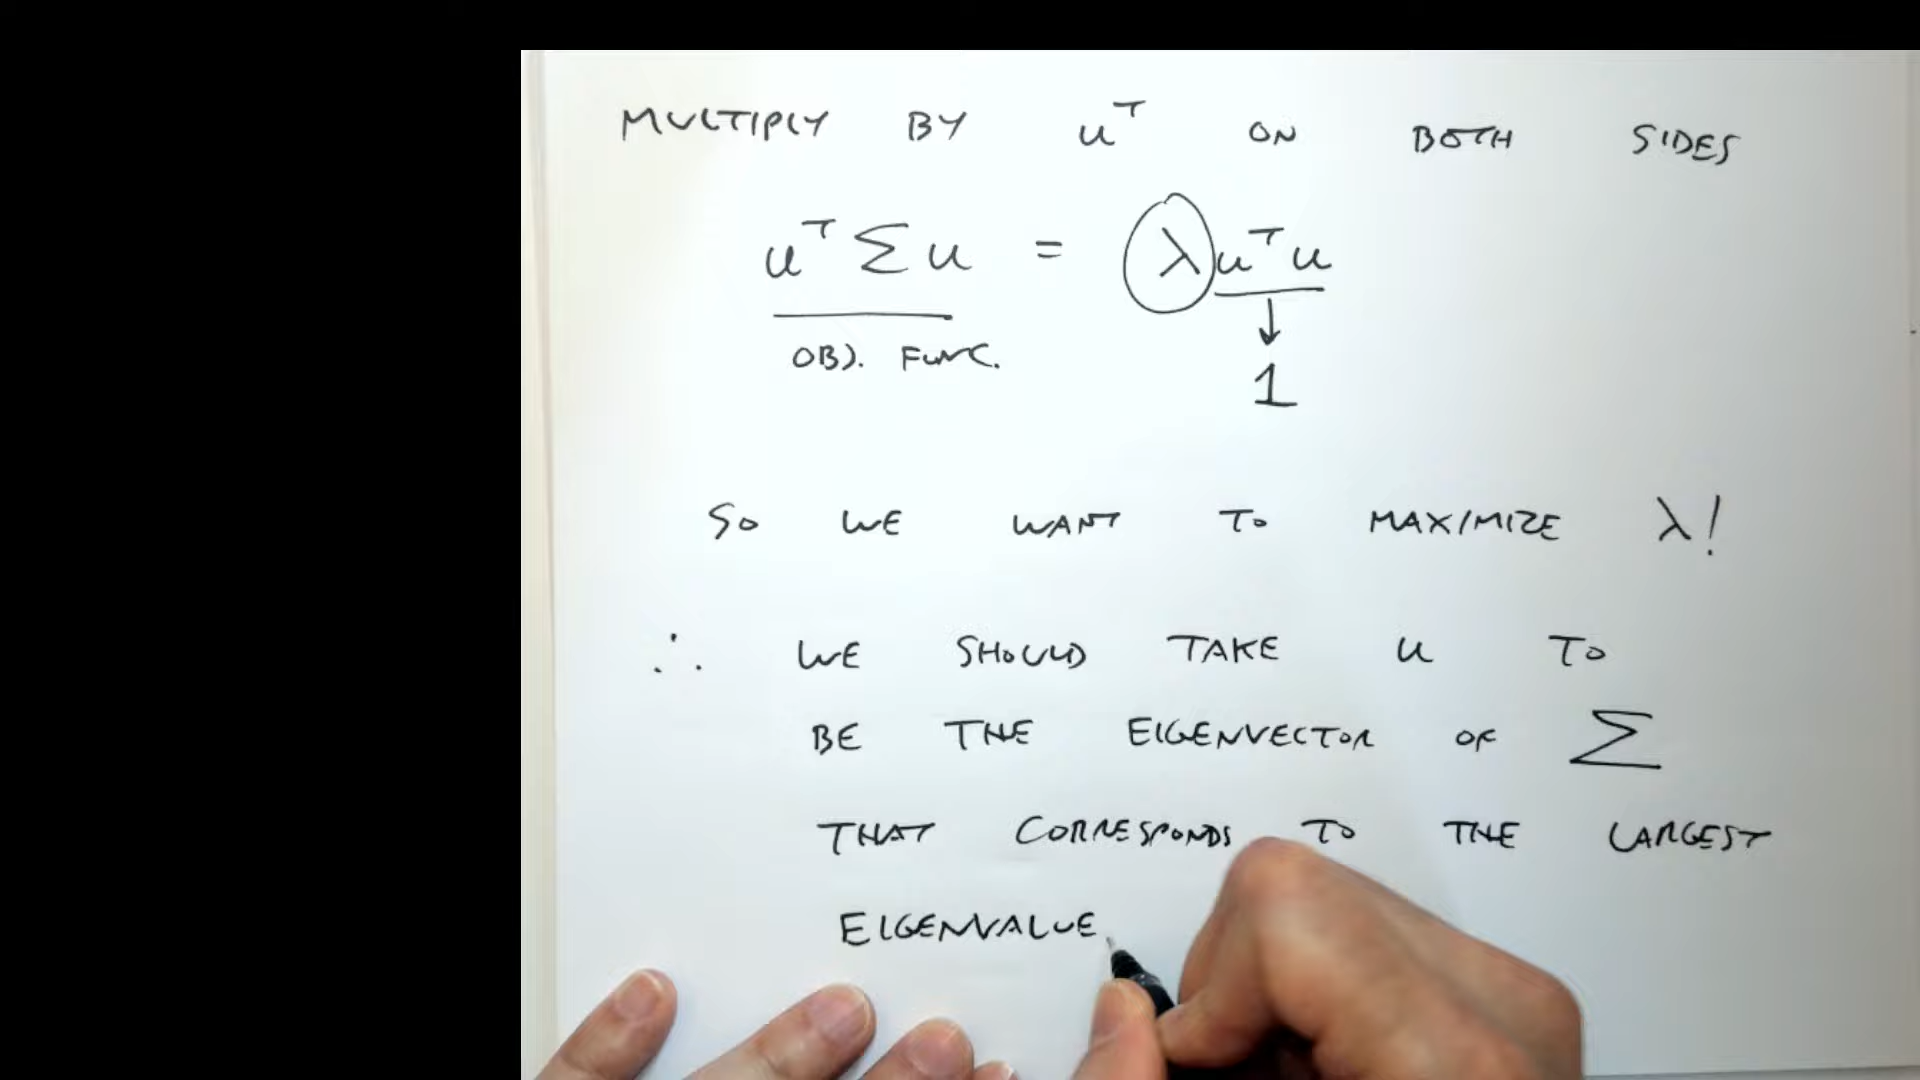 MULTIPLY BY u^T ON BOTH SIDES
u^T Σ u = λ u^T u
OBJ. FUNC.
↓
1
SO WE WANT TO MAXIMIZE λ!
∴ WE SHOULD TAKE u TO
BE THE EIGENVECTOR OF Σ
THAT CORRESPONDS TO THE LARGEST
EIGENVALUE